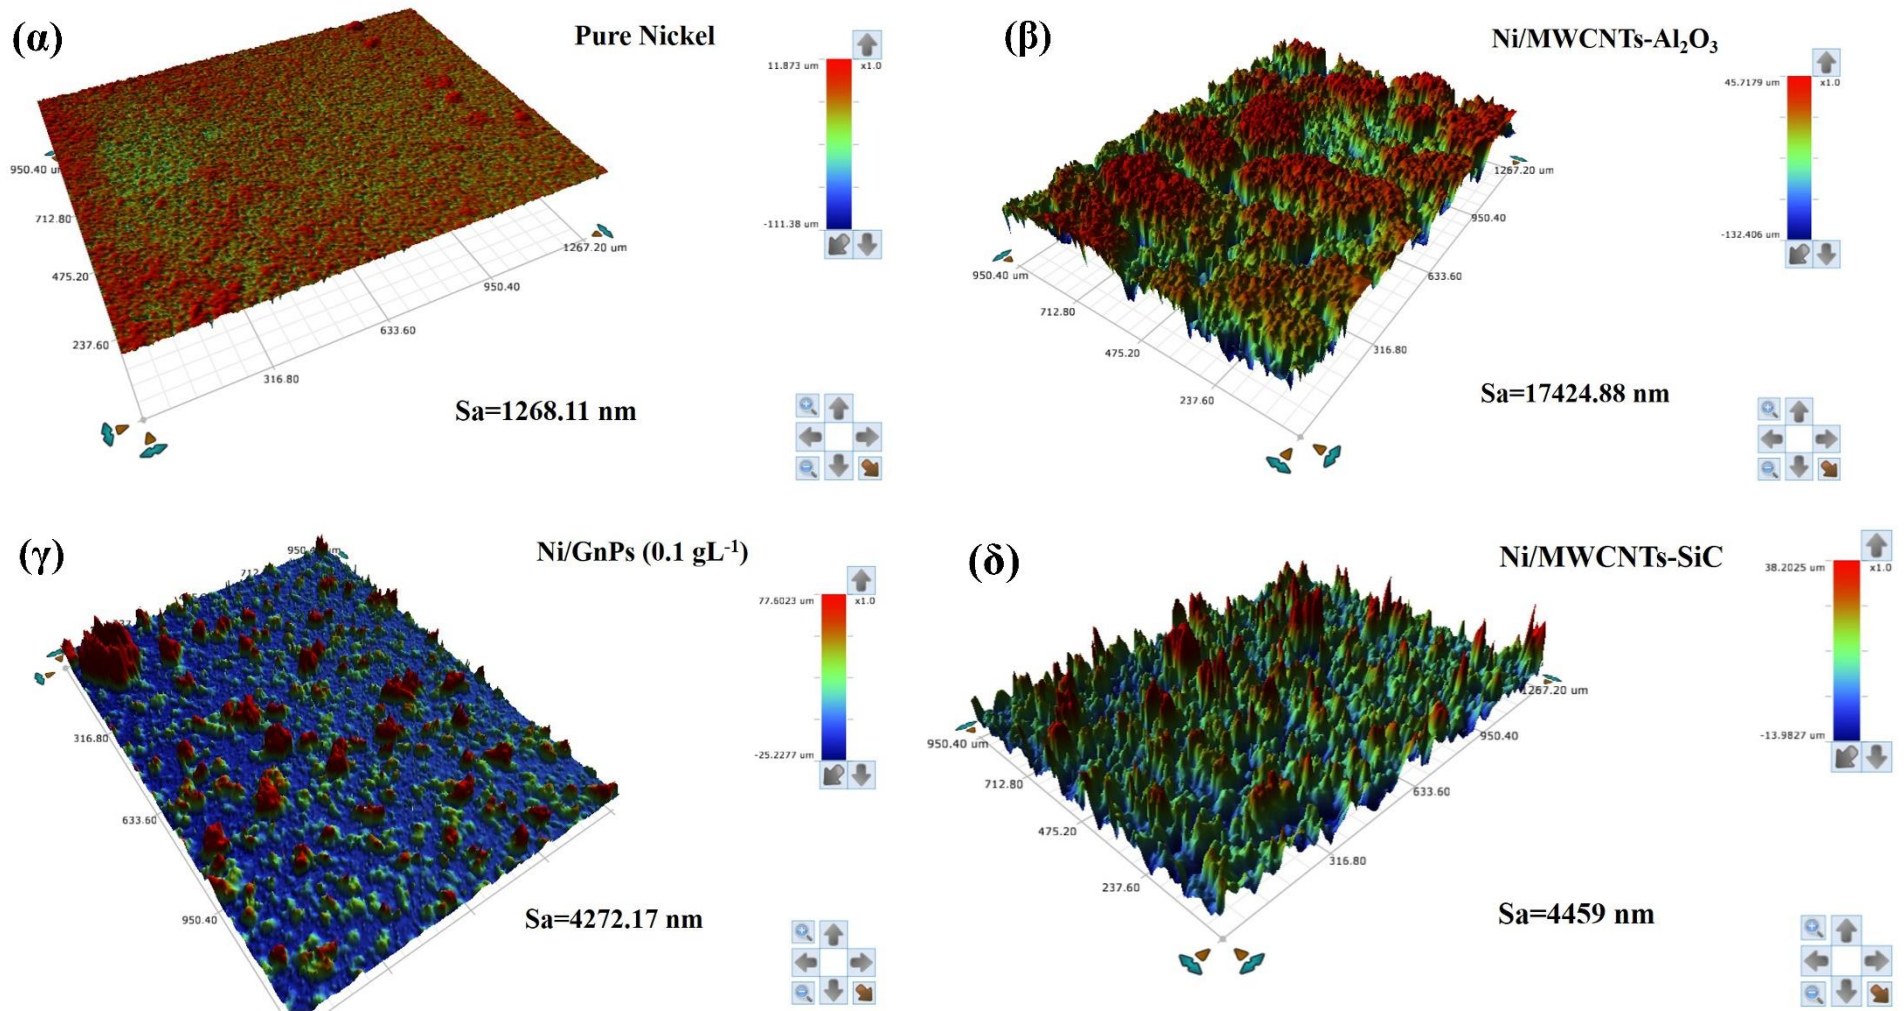 (α)
Pure Nickel
11.873 um
x1.0
-111.38 um
950.40 um
712.80
475.20
237.60
316.80
633.60
950.40
1267.20 um
Sa=1268.11 nm
(β)
Ni/MWCNTs-Al₂O₃
45.7179 um
x1.0
-132.406 um
950.40 um
712.80
475.20
237.60
316.80
633.60
950.40
1267.20 um
Sa=17424.88 nm
(γ)
Ni/GnPs (0.1 gL⁻¹)
77.6023 um
x1.0
-25.2277 um
316.80
633.60
950.40
Sa=4272.17 nm
(δ)
Ni/MWCNTs-SiC
38.2025 um
x1.0
-13.9827 um
950.40 um
712.80
475.20
237.60
316.80
633.60
950.40
1267.20 um
Sa=4459 nm